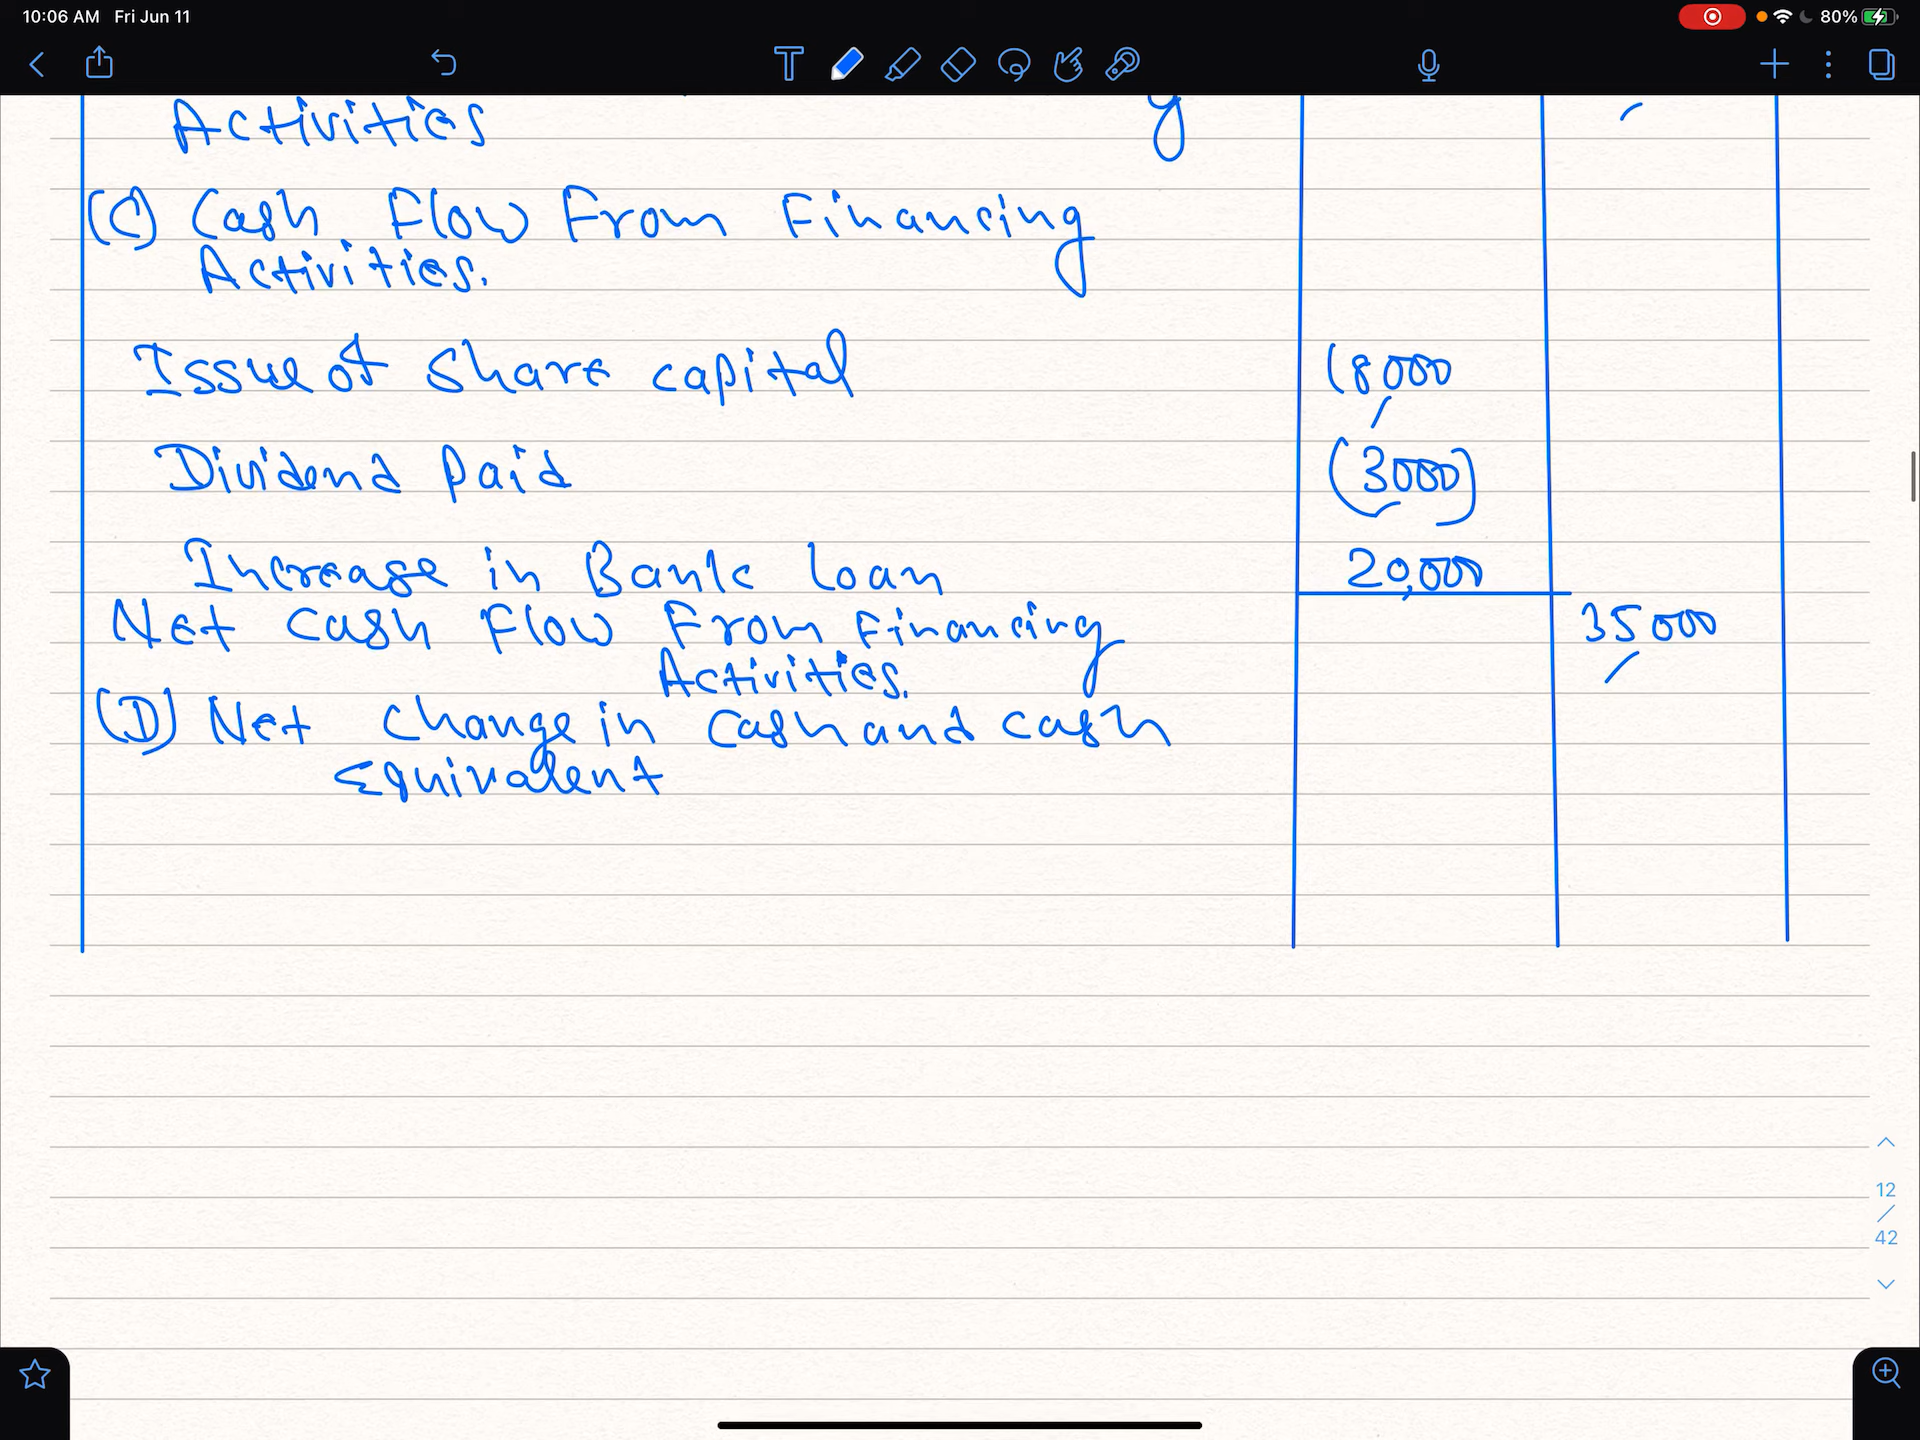 10:06 AM Fri Jun 11
80%
T
Activities
(C) Cash Flow From Financing
Activities.
Issue of Share capital 18000
Dividend Paid (3000)
Increase in Bank Loan 20,000
Net Cash Flow From Financing 35000
Activities.
(D) Net Change in Cash and cash
Equivalent
12
/
42